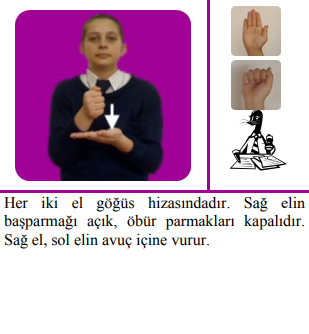 Her iki el göğüs hizasındadır. Sağ elin
başparmağı açık, öbür parmakları kapalıdır.
Sağ el, sol elin avuç içine vurur.